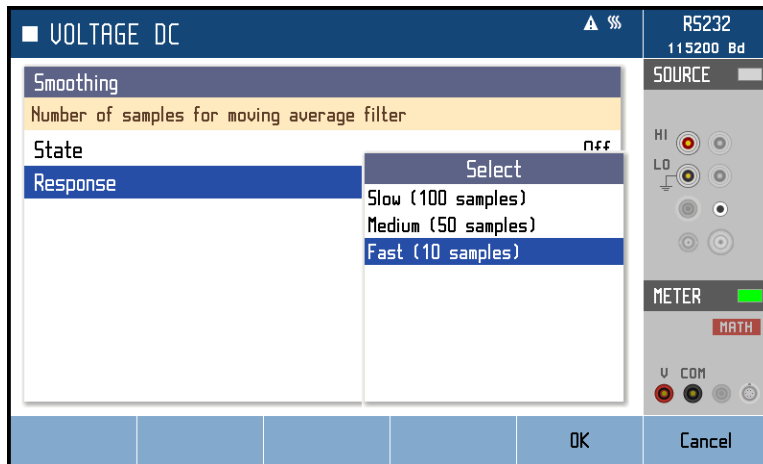 VOLTAGE DC
RS232
115200 Bd
Smoothing
Number of samples for moving average filter
State Off
Response
Select
Slow (100 samples)
Medium (50 samples)
Fast (10 samples)
SOURCE
HI
LO
METER
MATH
V COM
OK
Cancel